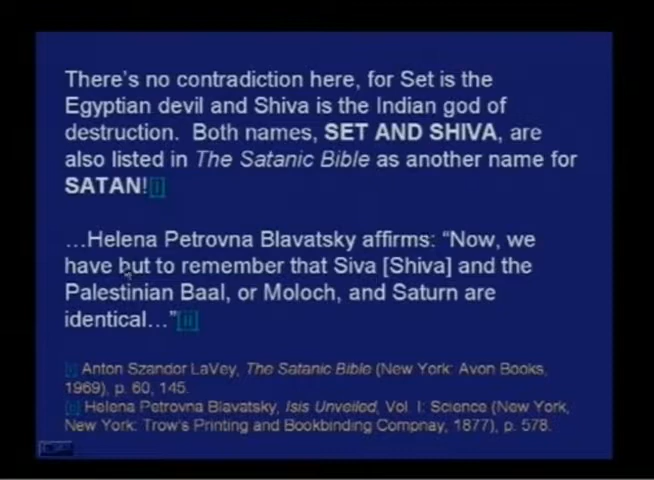 There's no contradiction here, for Set is the
Egyptian devil and Shiva is the Indian god of
destruction. Both names, SET AND SHIVA, are
also listed in The Satanic Bible as another name for
SATAN![i]
…Helena Petrovna Blavatsky affirms: “Now, we
have but to remember that Siva [Shiva] and the
Palestinian Baal, or Moloch, and Saturn are
identical…”[ii]
[i] Anton Szandor LaVey, The Satanic Bible (New York: Avon Books,
1969), p. 60, 145.
[ii] Helena Petrovna Blavatsky, Isis Unveiled, Vol. I: Science (New York,
New York: Trow's Printing and Bookbinding Compnay, 1877), p. 578.